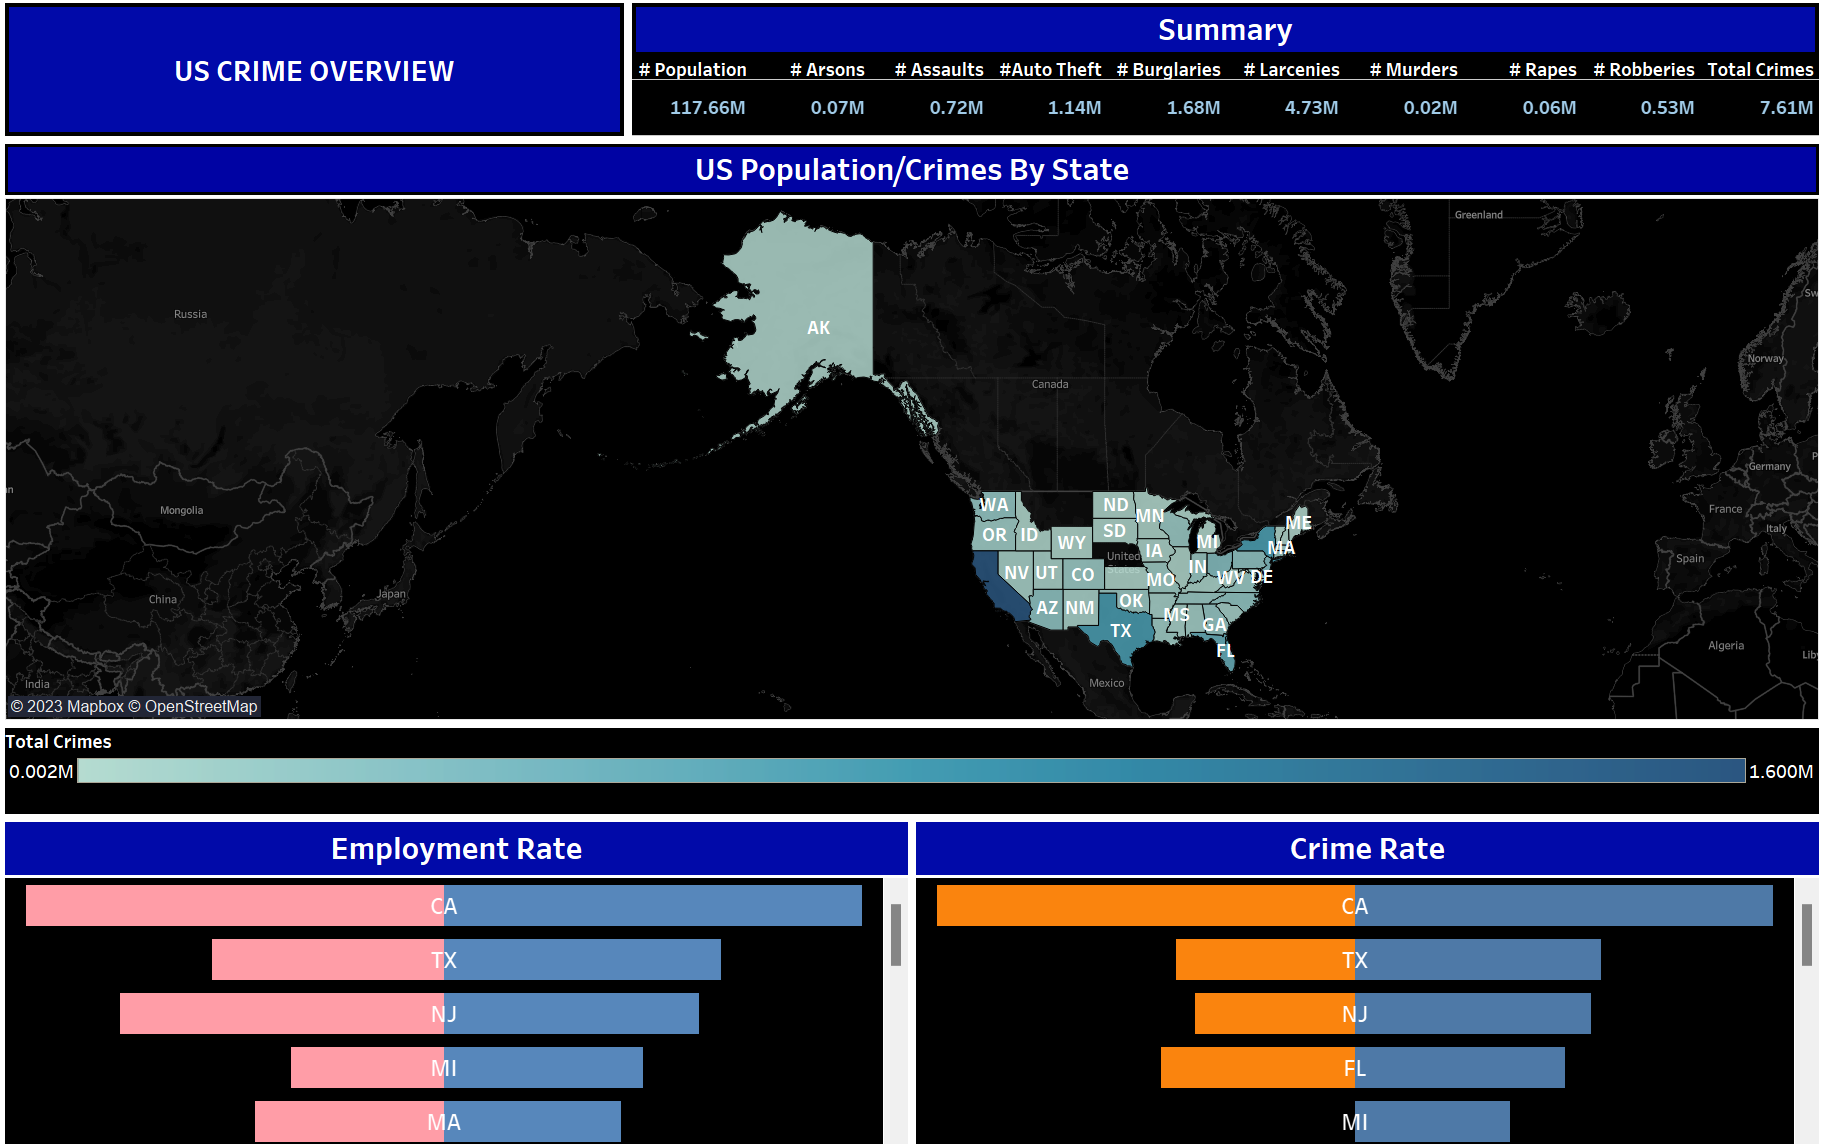 US CRIME OVERVIEW
Summary
# Population # Arsons # Assaults #Auto Theft # Burglaries # Larcenies # Murders # Rapes # Robberies Total Crimes
117.66M 0.07M 0.72M 1.14M 1.68M 4.73M 0.02M 0.06M 0.53M 7.61M
US Population/Crimes By State
Greenland
Sw
Russia
AK
Norway
Canada
Germany
P
an
Mongolia
WA ND MN ME
France
OR ID WY SD MI MA
Italy
United
States
IA
Spain
NV UT CO MO IN WV DE
China
Japan
AZ NM OK MS
TX GA
Algeria
FL
Lib
India
Mexico
© 2023 Mapbox © OpenStreetMap
Total Crimes
0.002M 1.600M
Employment Rate
CA
TX
NJ
MI
MA
Crime Rate
CA
TX
NJ
FL
MI